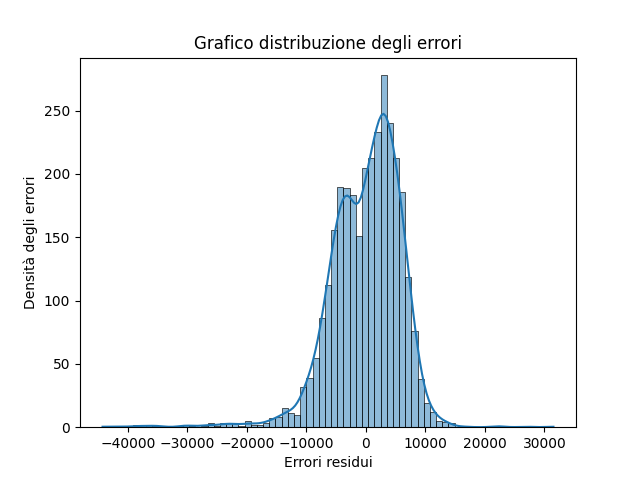 Grafico distribuzione degli errori
Densità degli errori
250
200
150
100
50
0
−40000 −30000 −20000 −10000 0 10000 20000 30000
Errori residui